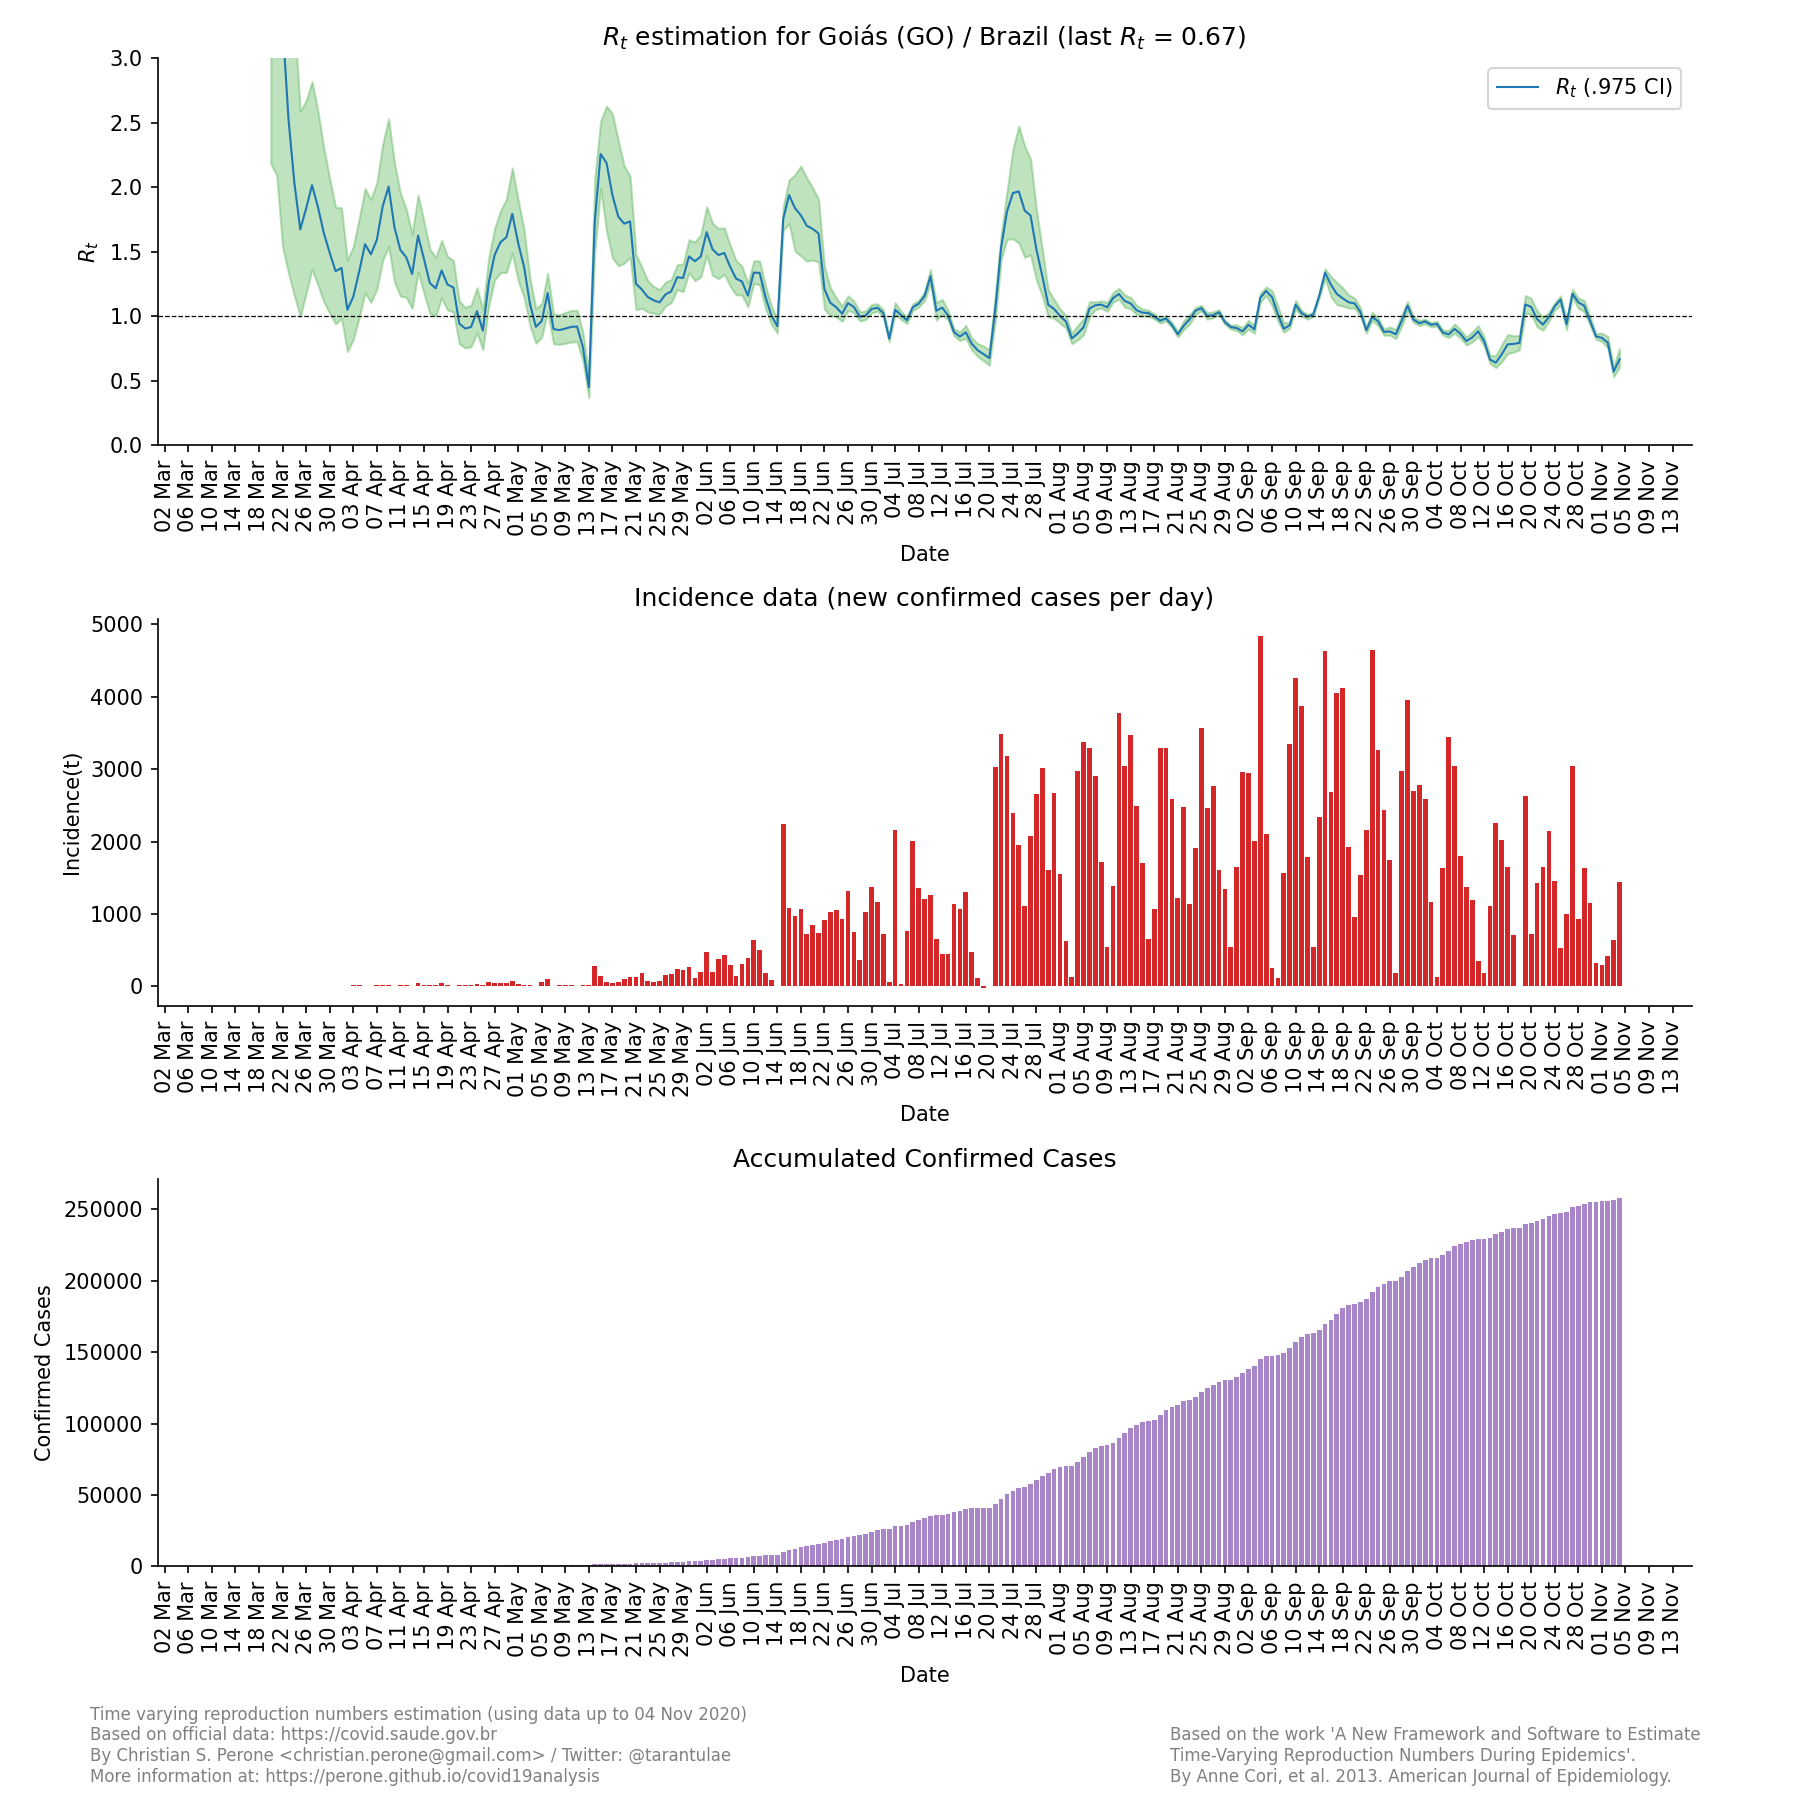 Rt estimation for Goiás (GO) / Brazil (last Rt = 0.67)
3.0
2.5
2.0
1.5
1.0
0.5
0.0
Rt
Rt (.975 CI)
02 Mar 06 Mar 10 Mar 14 Mar 18 Mar 22 Mar 26 Mar 30 Mar 03 Apr 07 Apr 11 Apr 15 Apr 19 Apr 23 Apr 27 Apr 01 May 05 May 09 May 13 May 17 May 21 May 25 May 29 May 02 Jun 06 Jun 10 Jun 14 Jun 18 Jun 22 Jun 26 Jun 30 Jun 04 Jul 08 Jul 12 Jul 16 Jul 20 Jul 24 Jul 28 Jul 01 Aug 05 Aug 09 Aug 13 Aug 17 Aug 21 Aug 25 Aug 29 Aug 02 Sep 06 Sep 10 Sep 14 Sep 18 Sep 22 Sep 26 Sep 30 Sep 04 Oct 08 Oct 12 Oct 16 Oct 20 Oct 24 Oct 28 Oct 01 Nov 05 Nov 09 Nov 13 Nov
Date
Incidence data (new confirmed cases per day)
5000
4000
3000
2000
1000
0
Incidence(t)
02 Mar 06 Mar 10 Mar 14 Mar 18 Mar 22 Mar 26 Mar 30 Mar 03 Apr 07 Apr 11 Apr 15 Apr 19 Apr 23 Apr 27 Apr 01 May 05 May 09 May 13 May 17 May 21 May 25 May 29 May 02 Jun 06 Jun 10 Jun 14 Jun 18 Jun 22 Jun 26 Jun 30 Jun 04 Jul 08 Jul 12 Jul 16 Jul 20 Jul 24 Jul 28 Jul 01 Aug 05 Aug 09 Aug 13 Aug 17 Aug 21 Aug 25 Aug 29 Aug 02 Sep 06 Sep 10 Sep 14 Sep 18 Sep 22 Sep 26 Sep 30 Sep 04 Oct 08 Oct 12 Oct 16 Oct 20 Oct 24 Oct 28 Oct 01 Nov 05 Nov 09 Nov 13 Nov
Date
Accumulated Confirmed Cases
250000
200000
150000
100000
50000
0
Confirmed Cases
02 Mar 06 Mar 10 Mar 14 Mar 18 Mar 22 Mar 26 Mar 30 Mar 03 Apr 07 Apr 11 Apr 15 Apr 19 Apr 23 Apr 27 Apr 01 May 05 May 09 May 13 May 17 May 21 May 25 May 29 May 02 Jun 06 Jun 10 Jun 14 Jun 18 Jun 22 Jun 26 Jun 30 Jun 04 Jul 08 Jul 12 Jul 16 Jul 20 Jul 24 Jul 28 Jul 01 Aug 05 Aug 09 Aug 13 Aug 17 Aug 21 Aug 25 Aug 29 Aug 02 Sep 06 Sep 10 Sep 14 Sep 18 Sep 22 Sep 26 Sep 30 Sep 04 Oct 08 Oct 12 Oct 16 Oct 20 Oct 24 Oct 28 Oct 01 Nov 05 Nov 09 Nov 13 Nov
Date
Time varying reproduction numbers estimation (using data up to 04 Nov 2020)
Based on official data: https://covid.saude.gov.br
By Christian S. Perone <christian.perone@gmail.com> / Twitter: @tarantulae
More information at: https://perone.github.io/covid19analysis
Based on the work 'A New Framework and Software to Estimate
Time-Varying Reproduction Numbers During Epidemics'.
By Anne Cori, et al. 2013. American Journal of Epidemiology.